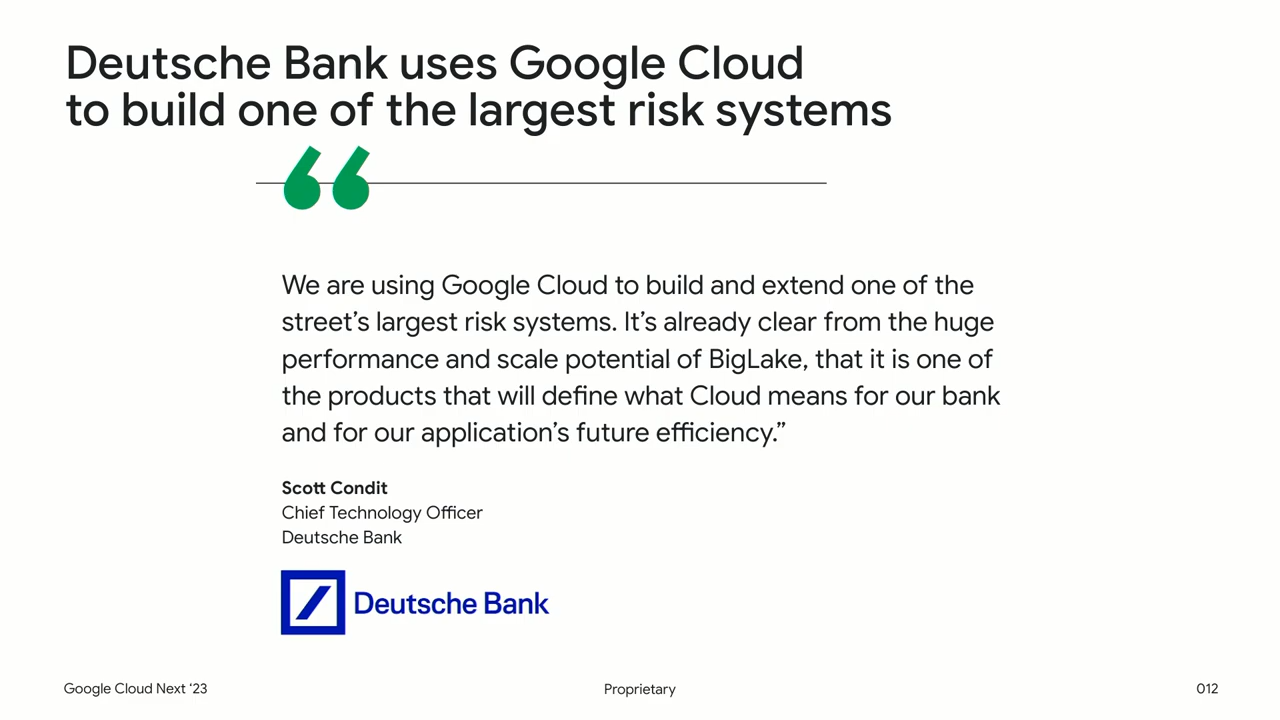 Deutsche Bank uses Google Cloud
to build one of the largest risk systems
“
We are using Google Cloud to build and extend one of the
street’s largest risk systems. It’s already clear from the huge
performance and scale potential of BigLake, that it is one of
the products that will define what Cloud means for our bank
and for our application’s future efficiency.”
Scott Condit
Chief Technology Officer
Deutsche Bank
Deutsche Bank
Google Cloud Next ‘23
Proprietary
012